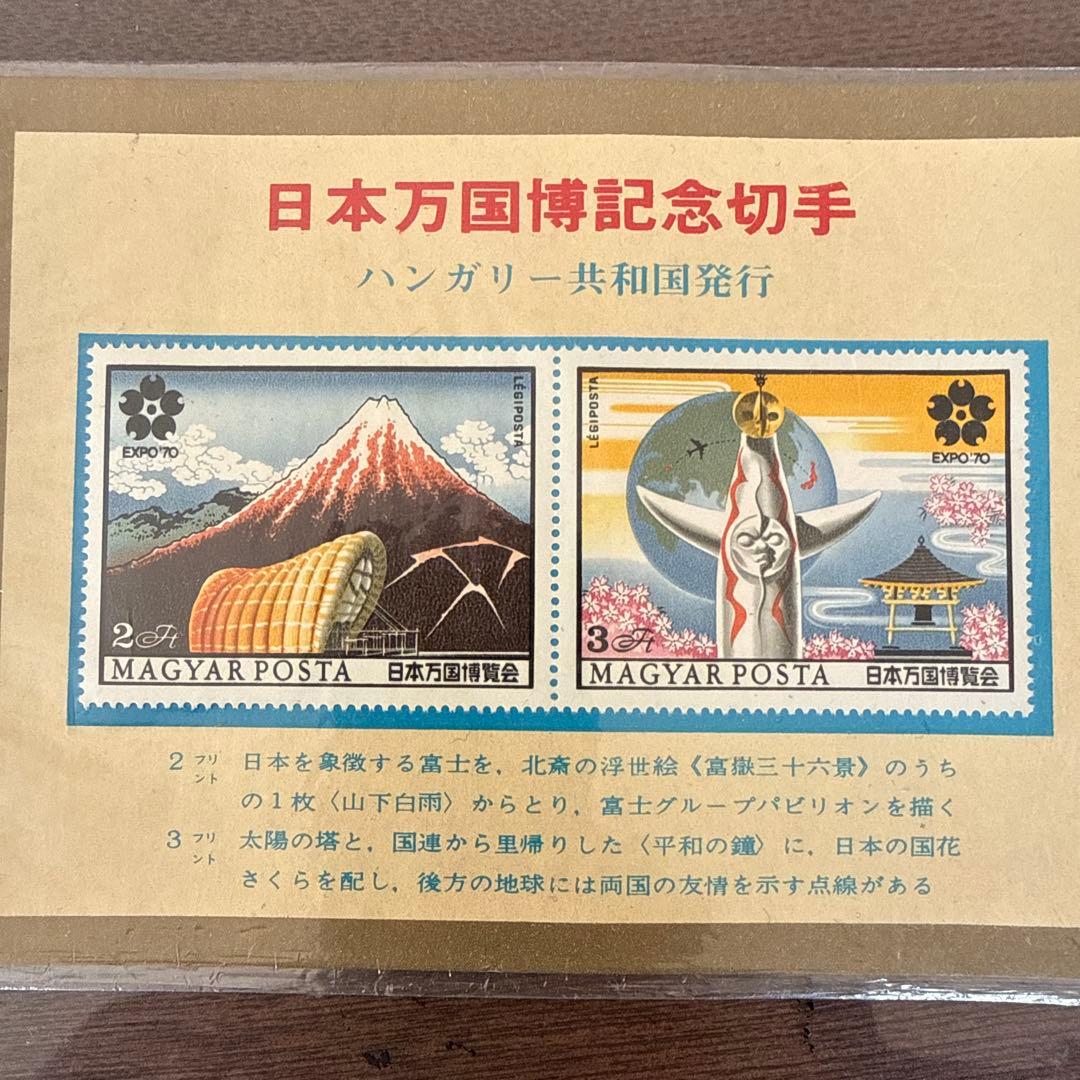 日本万国博記念切手
ハンガリー共和国発行
LÉGIPOSTA
EXPO'70
2 Ft
MAGYAR POSTA 日本万国博覧会
LÉGIPOSTA
EXPO'70
3 Ft
MAGYAR POSTA 日本万国博覧会
2フリント 日本を象徴する富士を，北斎の浮世絵《富嶽三十六景》のうち
の1枚〈山下白雨〉からとり，富士グループパビリオンを描く
3フリント 太陽の塔と，国連から里帰りした〈平和の鐘〉に，日本の国花
さくらを配し，後方の地球には両国の友情を示す点線がある